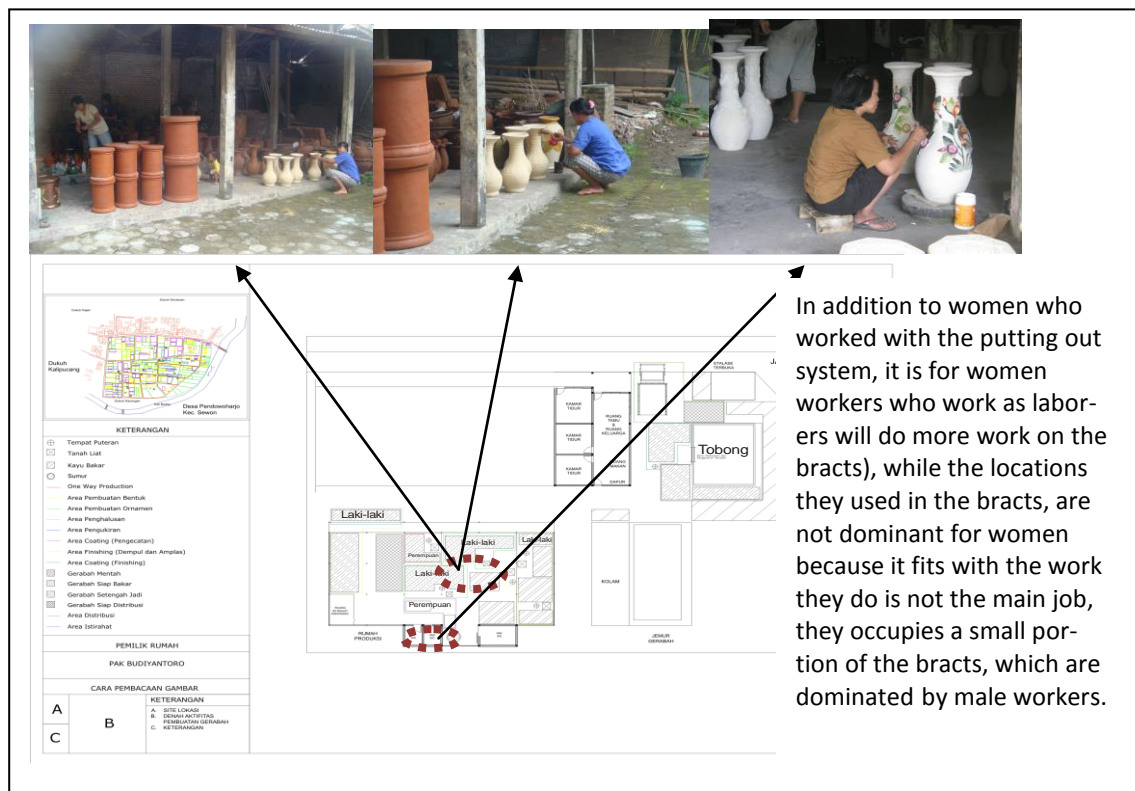 In addition to women who
worked with the putting out
system, it is for women
workers who work as labor-
ers will do more work on the
bracts), while the locations
they used in the bracts, are
not dominant for women
because it fits with the work
they do is not the main job,
they occupies a small por-
tion of the bracts, which are
dominated by male workers.
Dukuh
Kalipucang
Desa Pendowoharjo
Kec. Sewon
KETERANGAN
Tempat Puteran
Tanah Liat
Kayu Bakar
Sumur
One Way Production
Area Pembuatan Bentuk
Area Pembuatan Ornamen
Area Penghalusan
Area Pengukiran
Area Coating (Pengecatan)
Area Finishing (Dempul dan Amplas)
Area Coating (Finishing)
Gerabah Mentah
Gerabah Siap Bakar
Gerabah Setengah Jadi
Gerabah Siap Distribusi
Area Distribusi
Area Istirahat
PEMILIK RUMAH
PAK BUDIYANTORO
CARA PEMBACAAN GAMBAR
A
B
C
KETERANGAN
A. SITE LOKASI
B. DENAH AKTIFITAS
PEMBUATAN GERABAH
C. KETERANGAN
ETALASE
TERBUKA
JA
KAMAR
TIDUR
KAMAR
TIDUR
KAMAR
TIDUR
RUANG
TAMU
&
RUANG
KELUARGA
DAPUR
Tobong
Laki-laki
Laki-laki
Laki-laki
Perempuan
Laki-laki
Perempuan
KOLAM
RUMAH
PRODUKSI
JEMUR
GERABAH